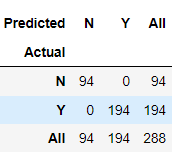 Predicted N Y All
Actual
N 94 0 94
Y 0 194 194
All 94 194 288